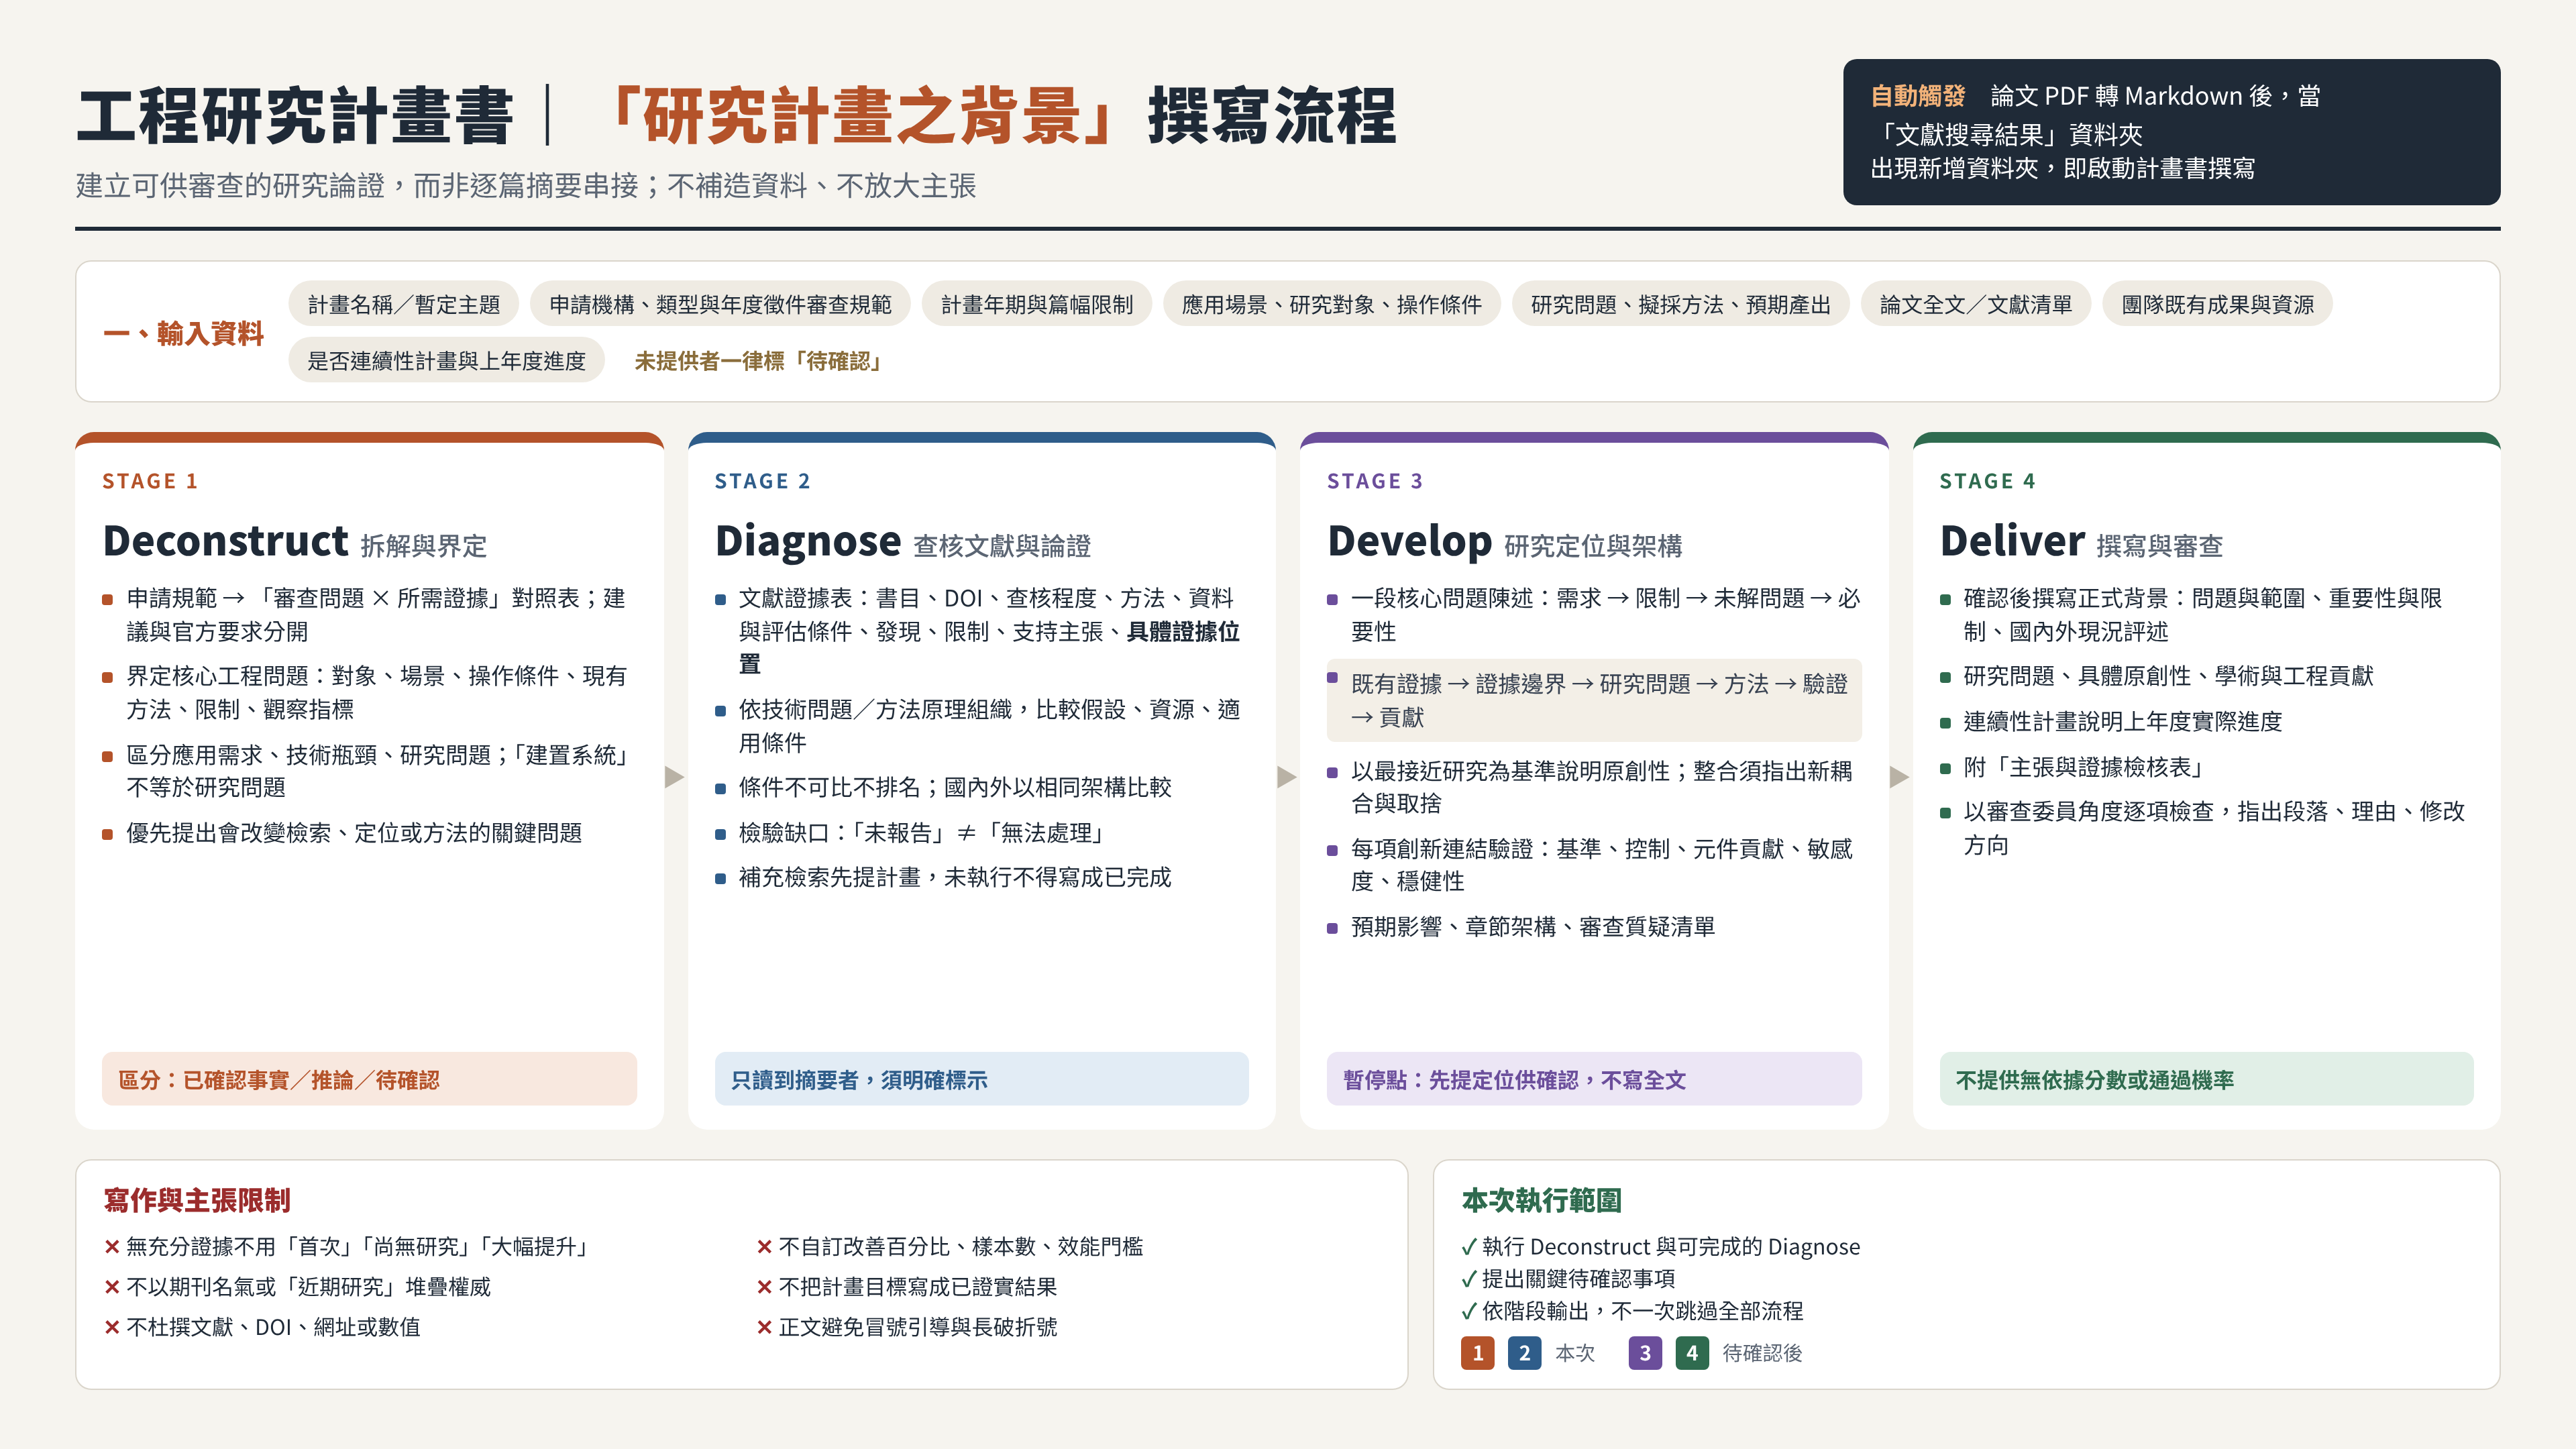 工程研究計畫書｜「研究計畫之背景」撰寫流程
建立可供審查的研究論證，而非逐篇摘要串接；不補造資料、不放大主張
自動觸發 論文 PDF 轉 Markdown 後，當
「文獻搜尋結果」資料夾
出現新增資料夾，即啟動計畫書撰寫
一、輸入資料
計畫名稱／暫定主題 申請機構、類型與年度徵件審查規範 計畫年期與篇幅限制 應用場景、研究對象、操作條件 研究問題、擬採方法、預期產出 論文全文／文獻清單 團隊既有成果與資源
是否連續性計畫與上年度進度 未提供者一律標「待確認」
STAGE 1
Deconstruct 拆解與界定
申請規範 → 「審查問題 × 所需證據」對照表；建
議與官方要求分開
界定核心工程問題：對象、場景、操作條件、現有
方法、限制、觀察指標
區分應用需求、技術瓶頸、研究問題；「建置系統」
不等於研究問題
優先提出會改變檢索、定位或方法的關鍵問題
區分：已確認事實／推論／待確認
STAGE 2
Diagnose 查核文獻與論證
文獻證據表：書目、DOI、查核程度、方法、資料
與評估條件、發現、限制、支持主張、具體證據位
置
依技術問題／方法原理組織，比較假設、資源、適
用條件
條件不可比不排名；國內外以相同架構比較
檢驗缺口：「未報告」≠「無法處理」
補充檢索先提計畫，未執行不得寫成已完成
只讀到摘要者，須明確標示
STAGE 3
Develop 研究定位與架構
一段核心問題陳述：需求 → 限制 → 未解問題 → 必
要性
既有證據 → 證據邊界 → 研究問題 → 方法 → 驗證
→ 貢獻
以最接近研究為基準說明原創性；整合須指出新耦
合與取捨
每項創新連結驗證：基準、控制、元件貢獻、敏感
度、穩健性
預期影響、章節架構、審查質疑清單
暫停點：先提定位供確認，不寫全文
STAGE 4
Deliver 撰寫與審查
確認後撰寫正式背景：問題與範圍、重要性與限
制、國內外現況評述
研究問題、具體原創性、學術與工程貢獻
連續性計畫說明上年度實際進度
附「主張與證據檢核表」
以審查委員角度逐項檢查，指出段落、理由、修改
方向
不提供無依據分數或通過機率
寫作與主張限制
✕ 無充分證據不用「首次」「尚無研究」「大幅提升」
✕ 不以期刊名氣或「近期研究」堆疊權威
✕ 不杜撰文獻、DOI、網址或數值
✕ 不自訂改善百分比、樣本數、效能門檻
✕ 不把計畫目標寫成已證實結果
✕ 正文避免冒號引導與長破折號
本次執行範圍
✓ 執行 Deconstruct 與可完成的 Diagnose
✓ 提出關鍵待確認事項
✓ 依階段輸出，不一次跳過全部流程
1 2 本次 3 4 待確認後